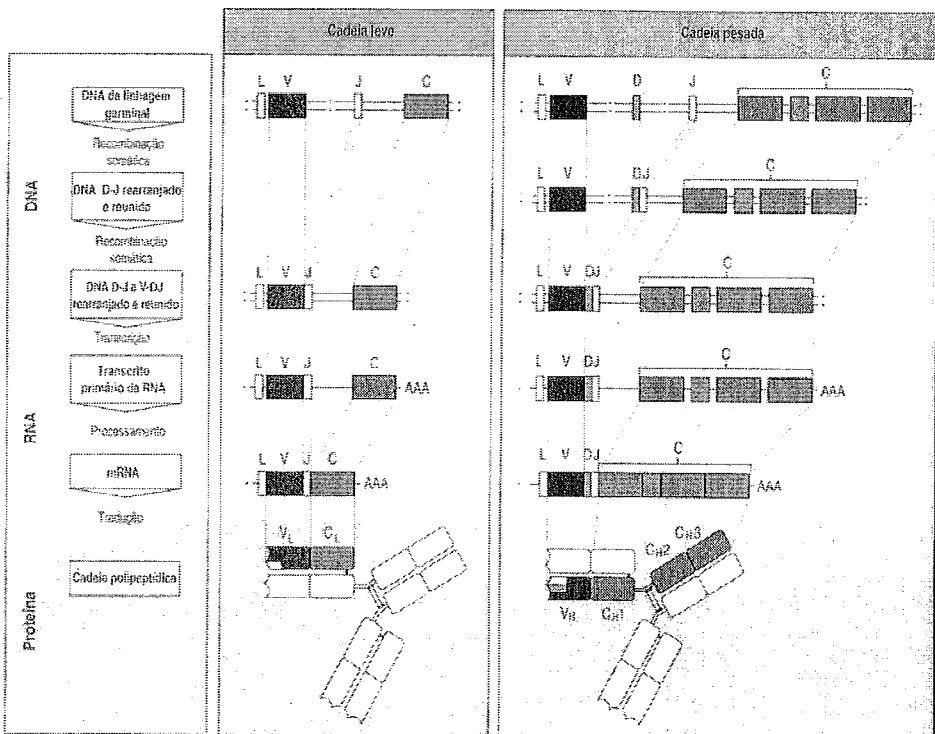 Cadeia leve
Cadeia pesada
DNA
RNA
Proteína
DNA da linhagem
germinal
Recombinação
somática
DNA D-J rearranjado
e reunido
Recombinação
somática
DNA D-J a V-DJ
rearranjado e reunido
Transcrição
Transcrito
primário da RNA
Processamento
mRNA
Tradução
Cadeia polipeptídica
L V J C
L V J C
L V J C
AAA
L V J C
AAA
VL CL
L V D J C
L V DJ C
L V DJ C
L V DJ C
AAA
L V DJ C
AAA
CH2 CH3
VH CH1